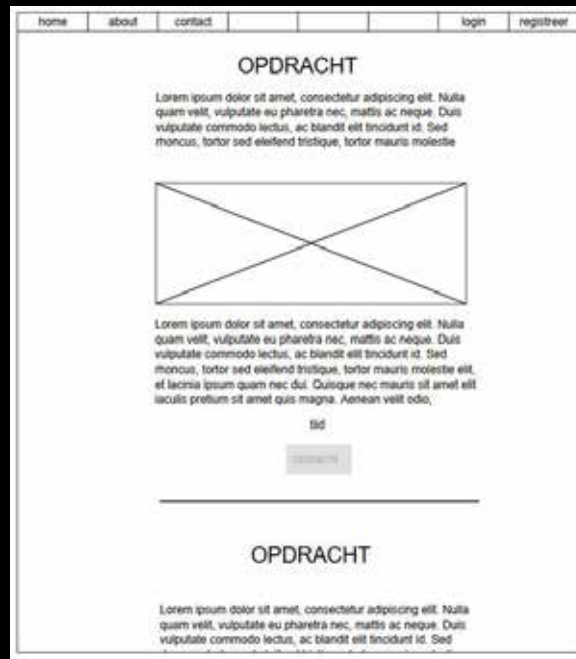 home about contact login registreer
OPDRACHT
Lorem ipsum dolor sit amet, consectetur adipiscing elit. Nulla
quam velit, vulputate eu pharetra nec, mattis ac neque. Duis
vulputate commodo lectus, ac blandit elit tincidunt id. Sed
rhoncus, tortor sed eleifend tristique, tortor mauris molestie
Lorem ipsum dolor sit amet, consectetur adipiscing elit. Nulla
quam velit, vulputate eu pharetra nec, mattis ac neque. Duis
vulputate commodo lectus, ac blandit elit tincidunt id. Sed
rhoncus, tortor sed eleifend tristique, tortor mauris molestie elit,
et lacinia ipsum quam nec dui. Quisque nec mauris sit amet elit
iaculis pretium sit amet quis magna. Aenean velit odio,
tijd
OPDRACHT
Lorem ipsum dolor sit amet, consectetur adipiscing elit. Nulla
quam velit, vulputate eu pharetra nec, mattis ac neque. Duis
vulputate commodo lectus, ac blandit elit tincidunt id. Sed